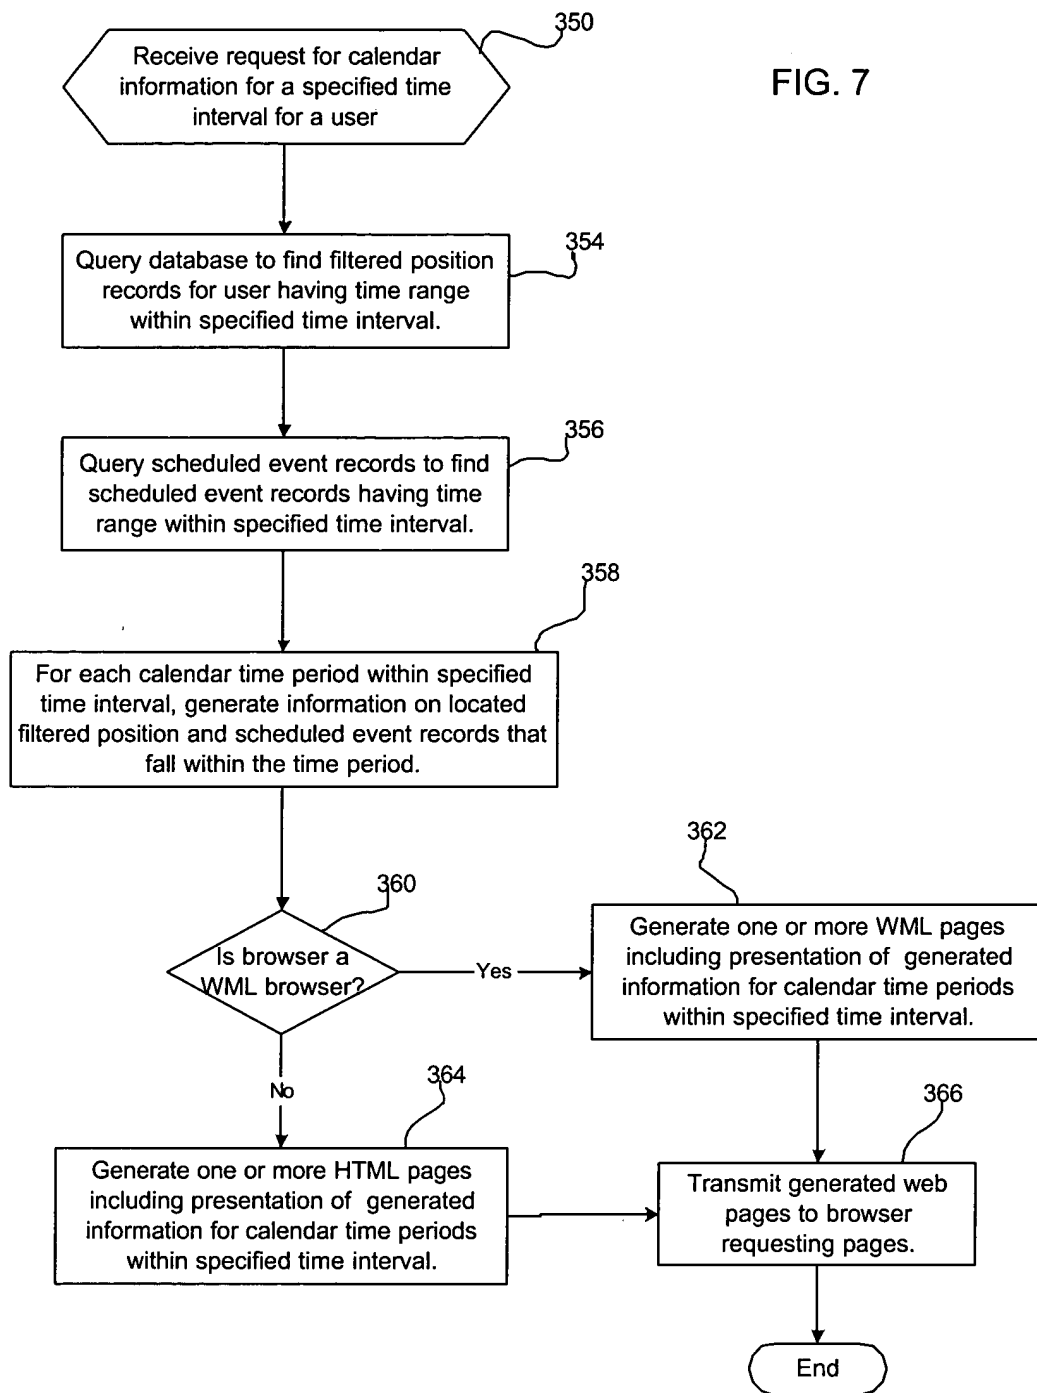 350
Receive request for calendar
information for a specified time
interval for a user
FIG. 7
354
Query database to find filtered position
records for user having time range
within specified time interval.
356
Query scheduled event records to find
scheduled event records having time
range within specified time interval.
358
For each calendar time period within specified
time interval, generate information on located
filtered position and scheduled event records that
fall within the time period.
360
Is browser a
WML browser?
Yes
No
362
Generate one or more WML pages
including presentation of generated
information for calendar time periods
within specified time interval.
364
Generate one or more HTML pages
including presentation of generated
information for calendar time periods
within specified time interval.
366
Transmit generated web
pages to browser
requesting pages.
End